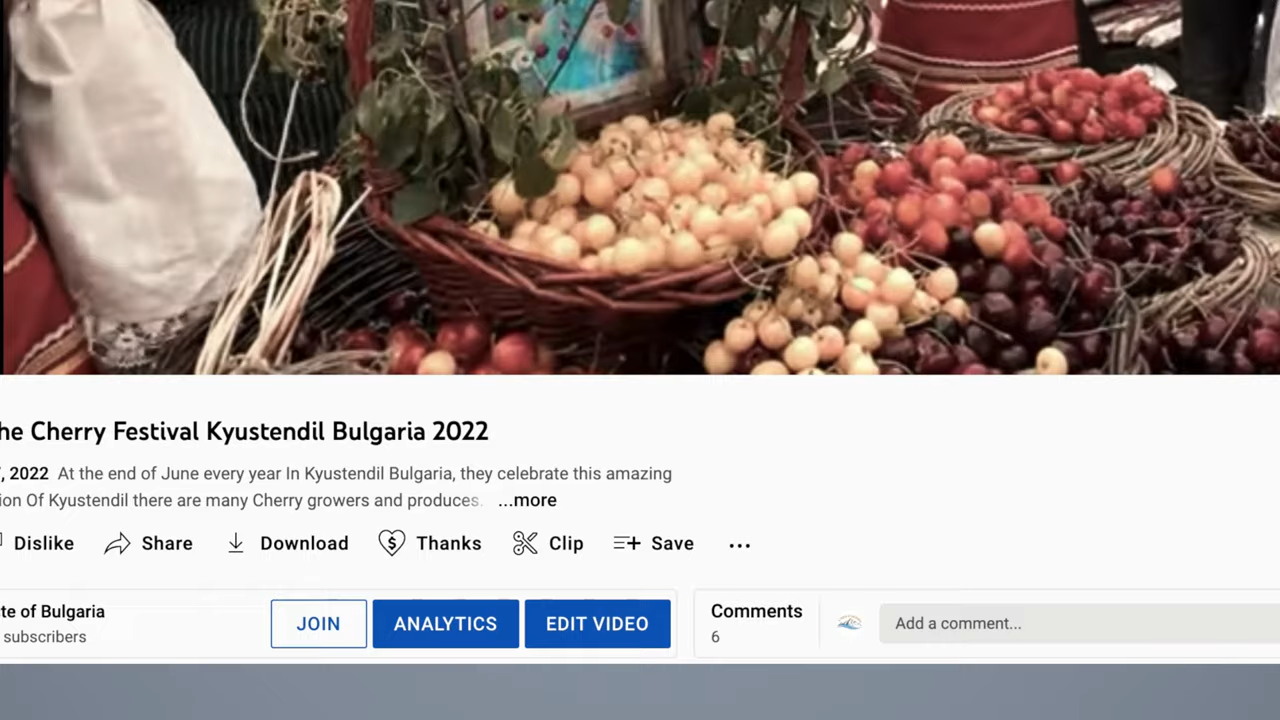 he Cherry Festival Kyustendil Bulgaria 2022
, 2022 At the end of June every year In Kyustendil Bulgaria, they celebrate this amazing
ion Of Kyustendil there are many Cherry growers and produces. ...more
Dislike Share Download Thanks Clip Save ...
te of Bulgaria
subscribers
JOIN ANALYTICS EDIT VIDEO
Comments
6
Add a comment...